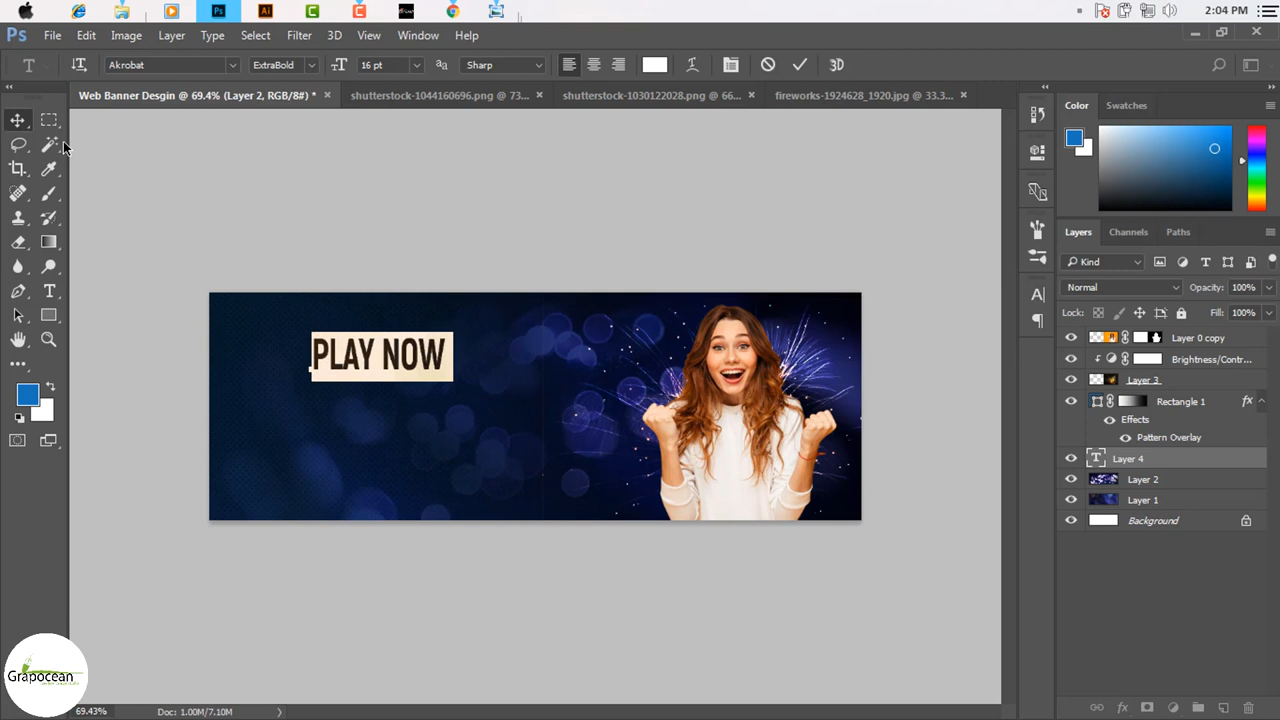 2:04 PM
Ps File Edit Image Layer Type Select Filter 3D View Window Help
T Akrobat ExtraBold 16 pt aa Sharp 3D
Web Banner Desgin @ 69.4% (Layer 2, RGB/8#) * × shutterstock-1044160696.png @ 73... × shutterstock-1030122028.png @ 66... × fireworks-1924628_1920.jpg @ 33.3... ×
Color Swatches
Layers Channels Paths
Kind
Normal Opacity: 100%
Lock: Fill: 100%
Layer 0 copy
Brightness/Contr...
Layer 3
Rectangle 1 fx
Effects
Pattern Overlay
Layer 4
Layer 2
Layer 1
Background
PLAY NOW
Grapocean
69.43% Doc: 1.00M/7.10M